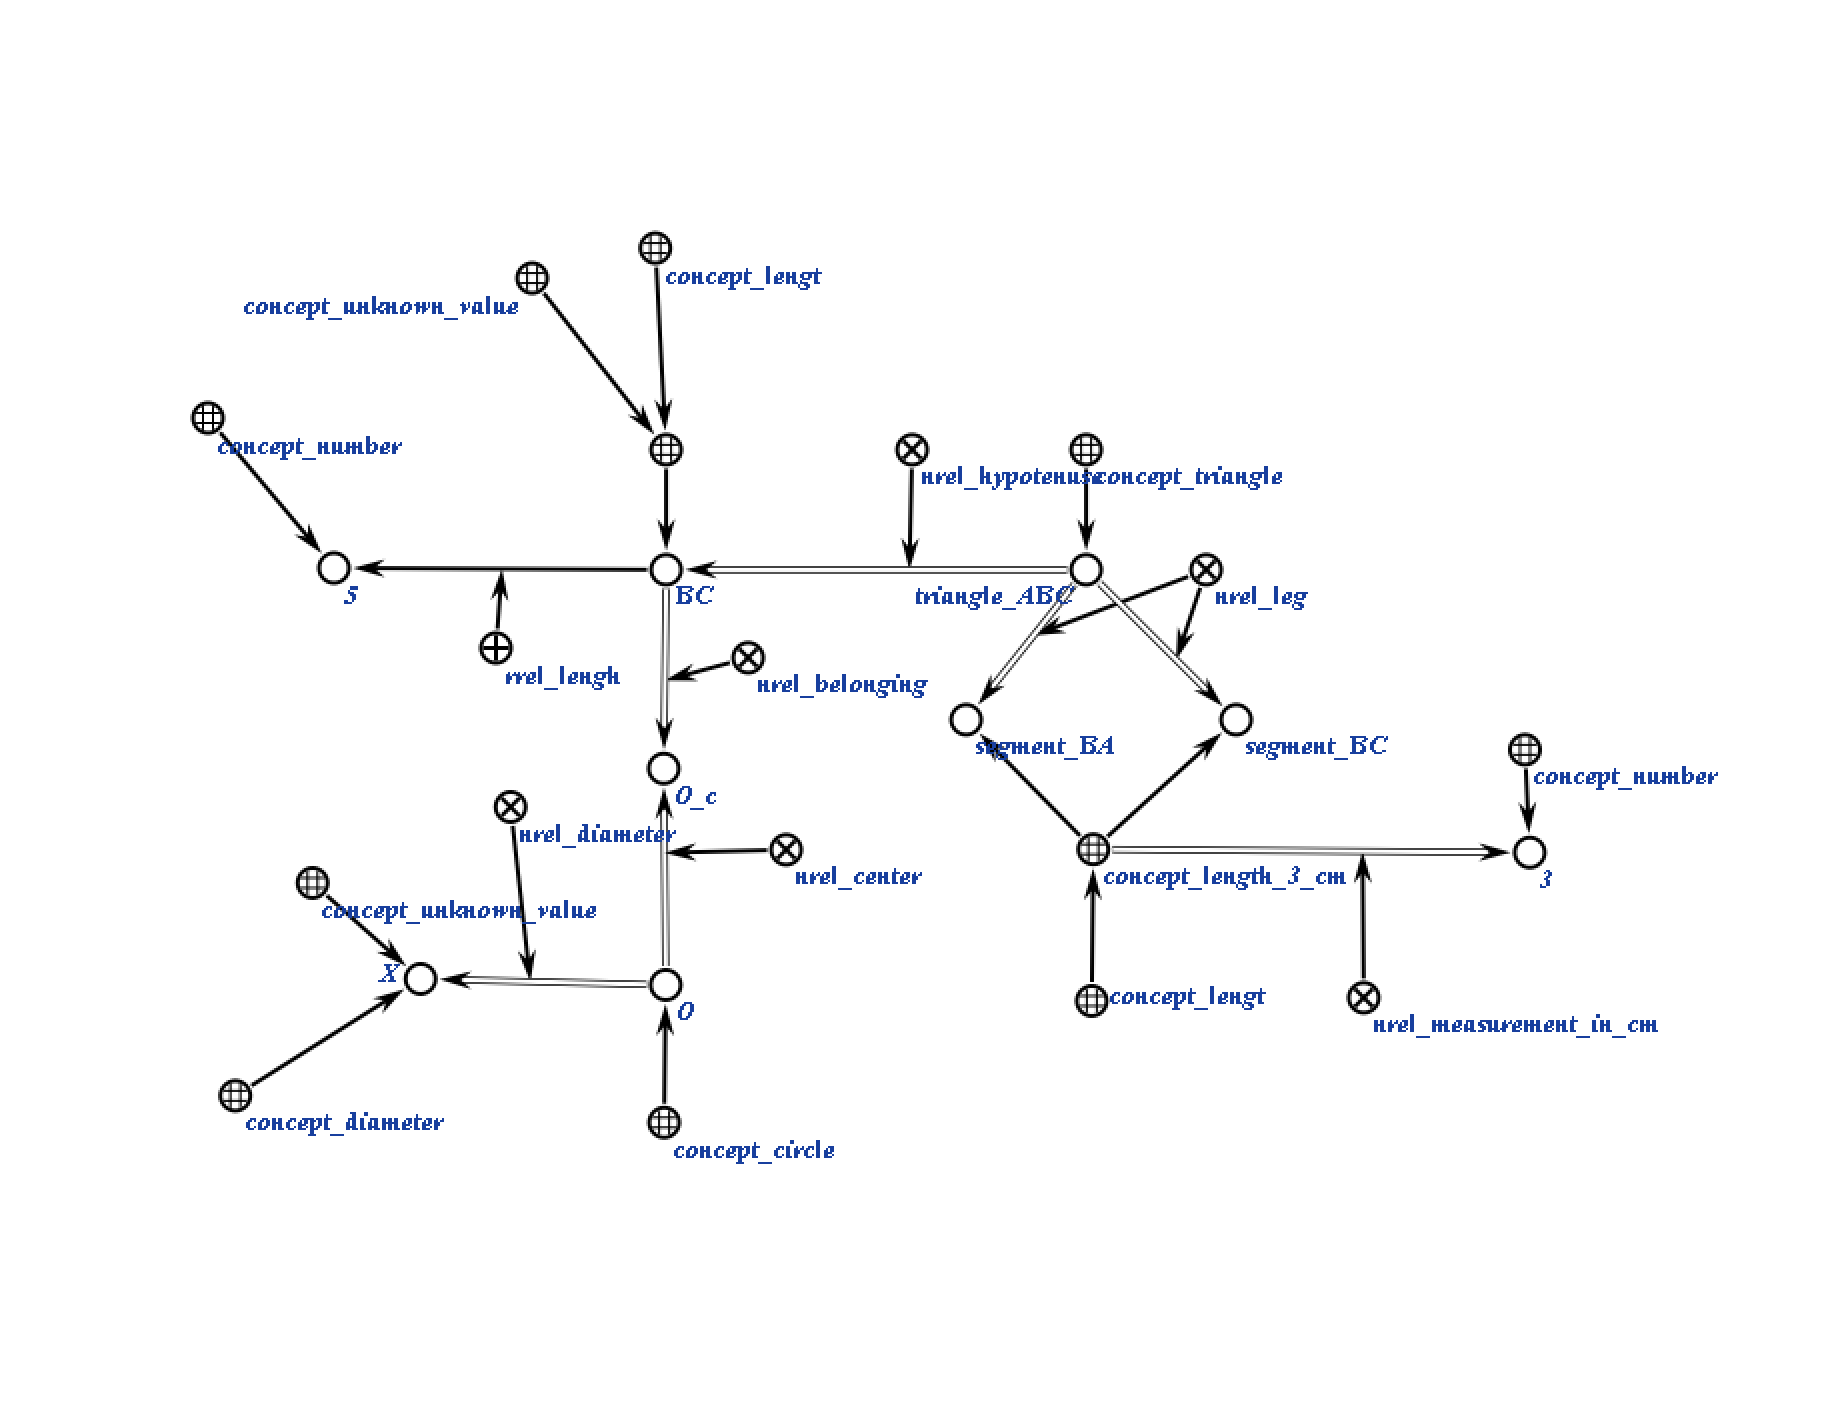 concept_lengt
concept_unknown_value
concept_number
nrel_hypotenuse
concept_triangle
5
BC
triangle_ABC
nrel_leg
rrel_lengh
nrel_belonging
segment_BA
segment_BC
concept_number
O_c
nrel_diameter
nrel_center
concept_length_3_cm
3
concept_unknown_value
X
concept_lengt
O
nrel_measurement_in_cm
concept_diameter
concept_circle